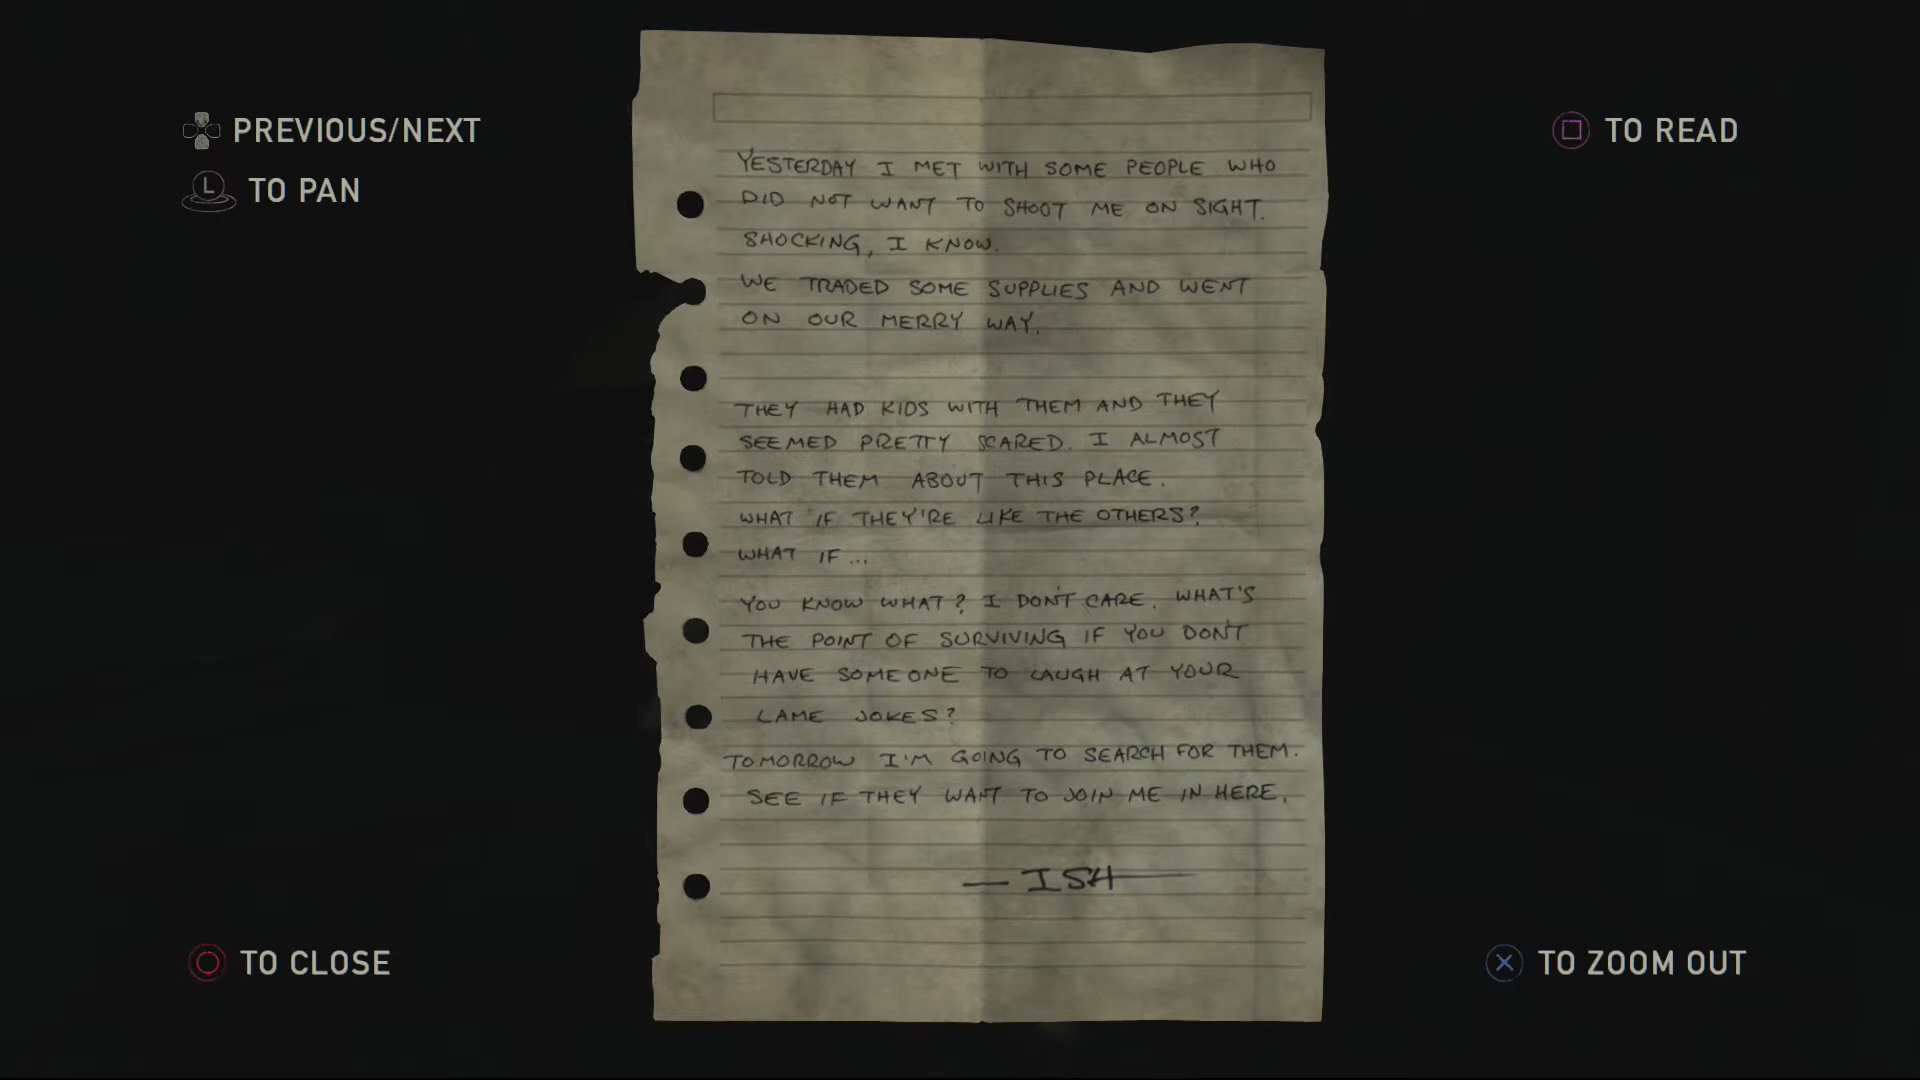 PREVIOUS/NEXT
L TO PAN
TO READ
YESTERDAY I MET WITH SOME PEOPLE WHO
DID NOT WANT TO SHOOT ME ON SIGHT.
SHOCKING, I KNOW.
WE TRADED SOME SUPPLIES AND WENT
ON OUR MERRY WAY.
THEY HAD KIDS WITH THEM AND THEY
SEEMED PRETTY SCARED. I ALMOST
TOLD THEM ABOUT THIS PLACE.
WHAT IF THEY'RE LIKE THE OTHERS?
WHAT IF...
YOU KNOW WHAT? I DON'T CARE. WHAT'S
THE POINT OF SURVIVING IF YOU DON'T
HAVE SOMEONE TO LAUGH AT YOUR
LAME JOKES?
TOMORROW I'M GOING TO SEARCH FOR THEM.
SEE IF THEY WANT TO JOIN ME IN HERE.
— ISH
TO CLOSE
TO ZOOM OUT